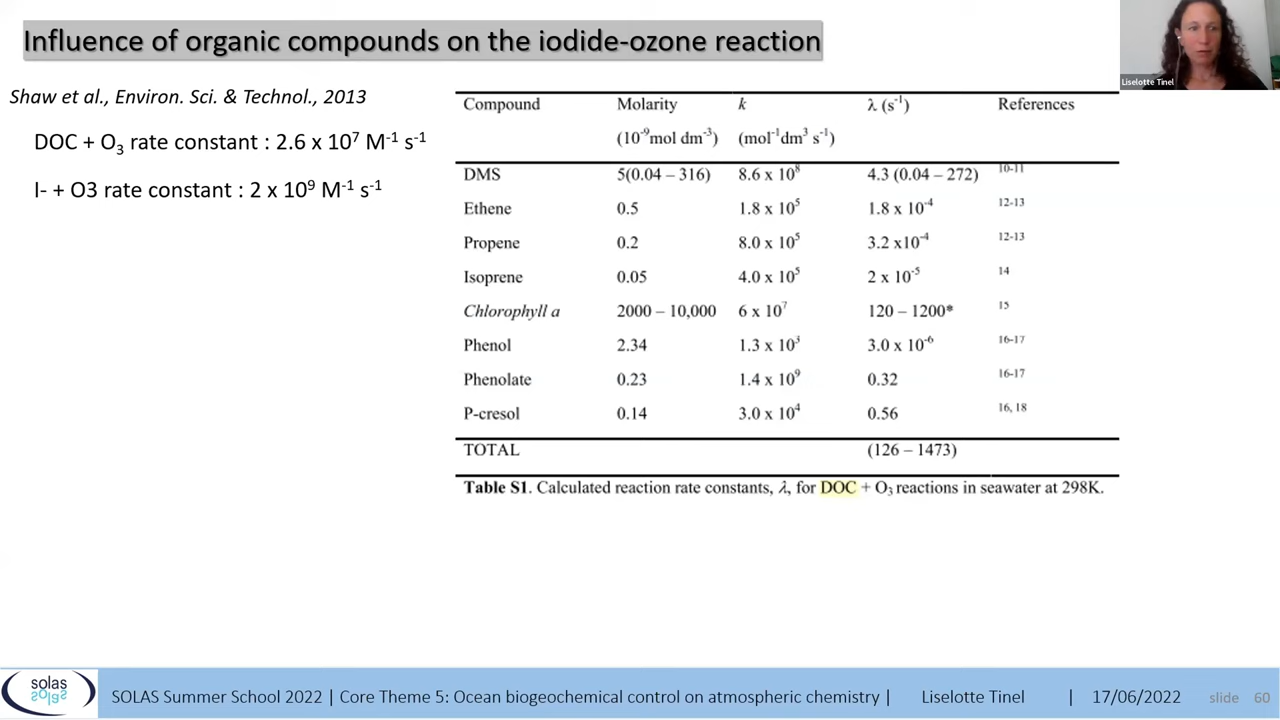 Influence of organic compounds on the iodide-ozone reaction
Liselotte Tinel
Shaw et al., Environ. Sci. & Technol., 2013
DOC + O3 rate constant : 2.6 x 10⁷ M⁻¹ s⁻¹
I- + O3 rate constant : 2 x 10⁹ M⁻¹ s⁻¹
Compound Molarity k λ (s⁻¹) References
(10⁻⁹mol dm⁻³) (mol⁻¹dm³ s⁻¹)
DMS 5(0.04 – 316) 8.6 x 10⁸ 4.3 (0.04 – 272) 10-11
Ethene 0.5 1.8 x 10⁵ 1.8 x 10⁻⁴ 12-13
Propene 0.2 8.0 x 10⁵ 3.2 x10⁻⁴ 12-13
Isoprene 0.05 4.0 x 10⁵ 2 x 10⁻⁵ 14
Chlorophyll a 2000 – 10,000 6 x 10⁷ 120 – 1200* 15
Phenol 2.34 1.3 x 10³ 3.0 x 10⁻⁶ 16-17
Phenolate 0.23 1.4 x 10⁹ 0.32 16-17
P-cresol 0.14 3.0 x 10⁴ 0.56 16, 18
TOTAL (126 – 1473)
Table S1. Calculated reaction rate constants, λ, for DOC + O₃ reactions in seawater at 298K.
solas
SOLAS Summer School 2022 | Core Theme 5: Ocean biogeochemical control on atmospheric chemistry | Liselotte Tinel | 17/06/2022 slide 60